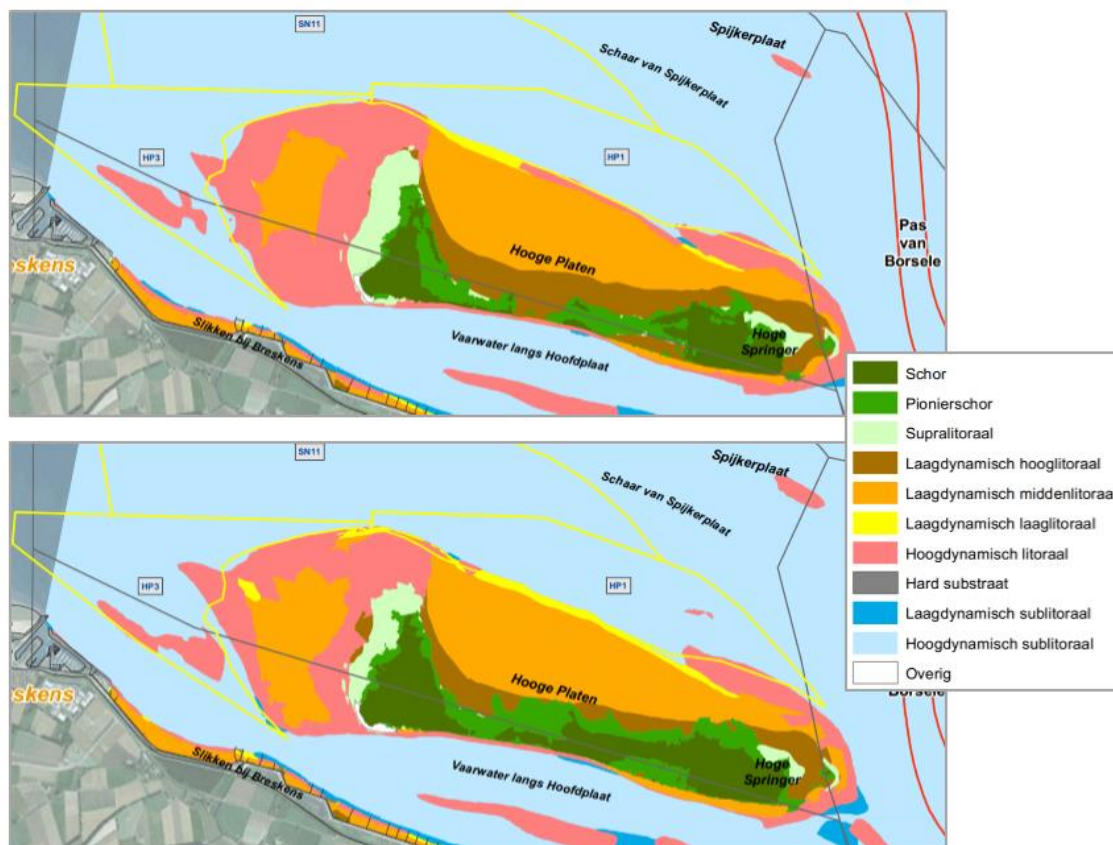 SN11
Spijkerplaat
Schaar van Spijkerplaat
HP3
HP1
Pas
van
Borsele
eskens
Hooge Platen
Slikken bij Breskens
Vaarwater langs Hoofdplaat
Hoge
Springer
Schor
Pionierschor
Supralitoraal
Laagdynamisch hooglitoraal
Laagdynamisch middenlitoraa
Laagdynamisch laaglitoraal
Hoogdynamisch litoraal
Hard substraat
Laagdynamisch sublitoraal
Hoogdynamisch sublitoraal
Overig
SN11
Spijkerplaat
Schaar van Spijkerplaat
HP3
HP1
Borsele
eskens
Hooge Platen
Slikken bij Breskens
Vaarwater langs Hoofdplaat
Hoge
Springer